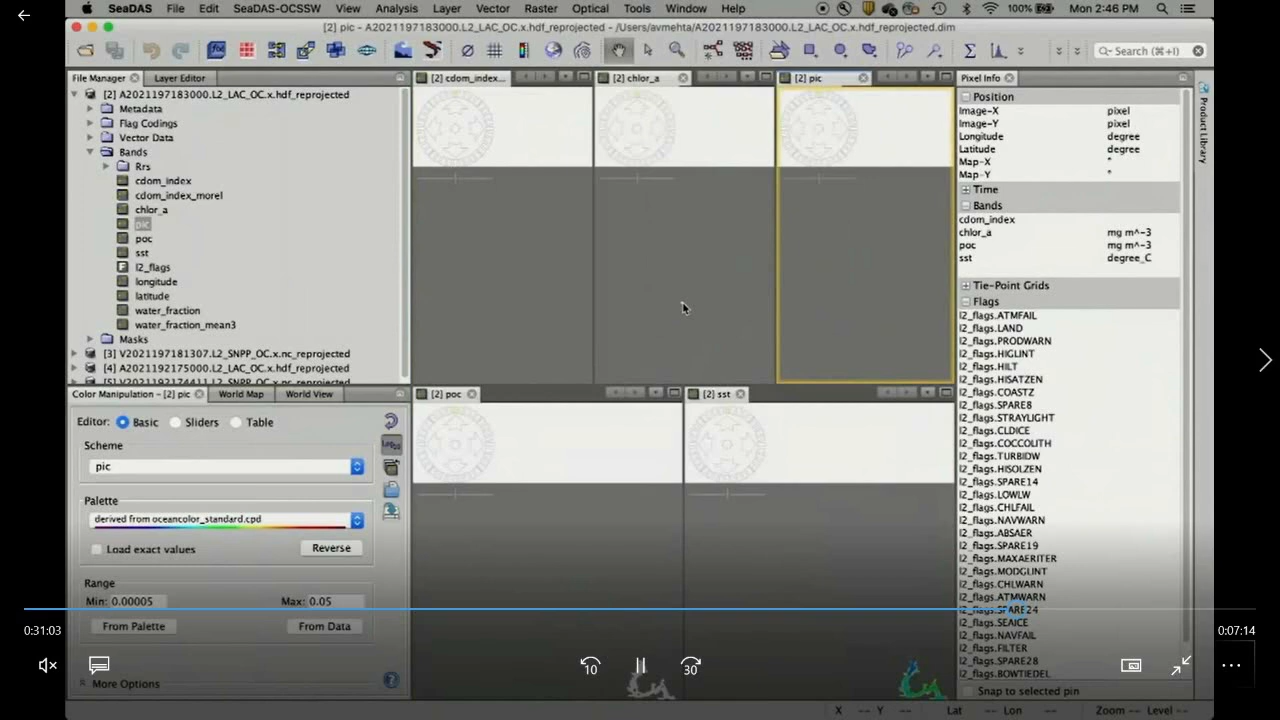 SeaDAS File Edit SeaDAS-OCSSW View Analysis Layer Vector Raster Optical Tools Window Help 100% Mon 2:46 PM
[2] pic - A2021197183000.L2_LAC_OC.x.hdf_reprojected - /Users/avmehta/A2021197183000.L2_LAC_OC.x.hdf_reprojected.dim
Search (⌘+I)
File Manager Layer Editor
[2] A2021197183000.L2_LAC_OC.x.hdf_reprojected
Metadata
Flag Codings
Vector Data
Bands
Rrs
cdom_index
cdom_index_morel
chlor_a
pic
poc
sst
l2_flags
longitude
latitude
water_fraction
water_fraction_mean3
Masks
[3] V2021197181307.L2_SNPP_OC.x.nc_reprojected
[4] A2021192175000.L2_LAC_OC.x.hdf_reprojected
[5] V2021192174411.L2_SNPP_OC.x.nc_reprojected
[2] cdom_index...
[2] chlor_a
[2] pic
[2] poc
[2] sst
Color Manipulation - [2] pic World Map World View
Editor: Basic Sliders Table
Scheme
pic
Palette
derived from oceancolor_standard.cpd
Load exact values Reverse
Range
Min: 0.00005 Max: 0.05
From Palette From Data
More Options
Pixel Info
Position
Image-X pixel
Image-Y pixel
Longitude degree
Latitude degree
Map-X °
Map-Y °
Time
Bands
cdom_index
chlor_a mg m^-3
poc mg m^-3
sst degree_C
Tie-Point Grids
Flags
l2_flags.ATMFAIL
l2_flags.LAND
l2_flags.PRODWARN
l2_flags.HIGLINT
l2_flags.HILT
l2_flags.HISATZEN
l2_flags.COASTZ
l2_flags.SPARE8
l2_flags.STRAYLIGHT
l2_flags.CLDICE
l2_flags.COCCOLITH
l2_flags.TURBIDW
l2_flags.HISOLZEN
l2_flags.SPARE14
l2_flags.LOWLW
l2_flags.CHLFAIL
l2_flags.NAVWARN
l2_flags.ABSAER
l2_flags.SPARE19
l2_flags.MAXAERITER
l2_flags.MODGLINT
l2_flags.CHLWARN
l2_flags.ATMWARN
l2_flags.SPARE24
l2_flags.SEAICE
l2_flags.NAVFAIL
l2_flags.FILTER
l2_flags.SPARE28
l2_flags.BOWTIEDEL
Snap to selected pin
Product Library
X -- Y -- Lat -- Lon -- Zoom -- Level --
0:31:03
0:07:14
10
30